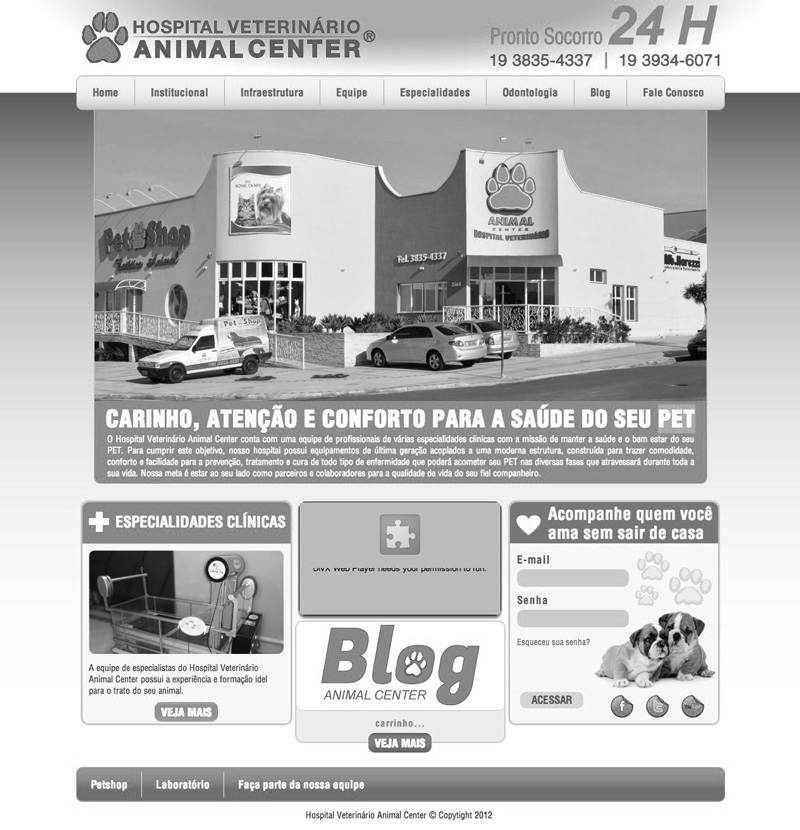 HOSPITAL VETERINÁRIO
ANIMAL CENTER®
Pronto Socorro 24 H
19 3835-4337 | 19 3934-6071
Home
Institucional
Infraestrutura
Equipe
Especialidades
Odontologia
Blog
Fale Conosco
ROYAL CANIN
Pet Shop
ANIMAL
CENTER
HOSPITAL VETERINÁRIO
Tel. 3835-4337
Pet Shop
CARINHO, ATENÇÃO E CONFORTO PARA A SAÚDE DO SEU PET
O Hospital Veterinário Animal Center conta com uma equipe de profissionais de várias especialidades clinicas com a missão de manter a saúde e o bem estar do seu
PET. Para cumprir este objetivo, nosso hospital possui equipamentos de última geração acoplados a uma moderna estrutura, construída para trazer comodidade,
conforto e facilidade para a prevenção, tratamento e cura de todo tipo de enfermidade que poderá acometer seu PET nas diversas fases que atravessará durante toda a
sua vida. Nossa meta é estar ao seu lado como parceiros e colaboradores para a qualidade de vida do seu fiel companheiro.
ESPECIALIDADES CLÍNICAS
A equipe de especialistas do Hospital Veterinário
Animal Center possui a experiência e formação idel
para o trato do seu animal.
VEJA MAIS
DivX Web Player needs your permission to run.
Blog
ANIMAL CENTER
carrinho...
VEJA MAIS
Acompanhe quem você
ama sem sair de casa
E-mail
Senha
Esqueceu sua senha?
ACESSAR
Petshop
Laboratório
Faça parte da nossa equipe
Hospital Veterinário Animal Center © Copytight 2012